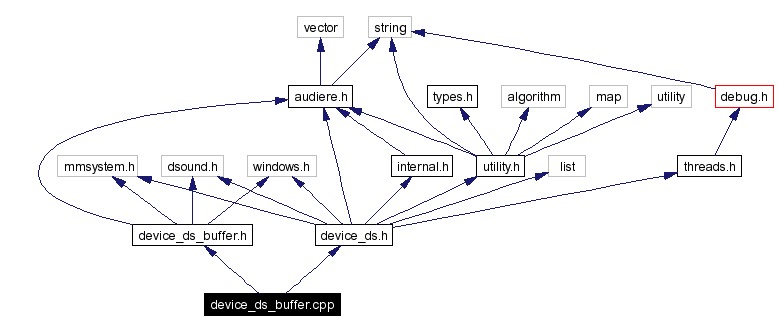 vector string
audiere.h types.h algorithm map utility debug.h
mmsystem.h dsound.h windows.h internal.h utility.h list threads.h
device_ds_buffer.h device_ds.h
device_ds_buffer.cpp